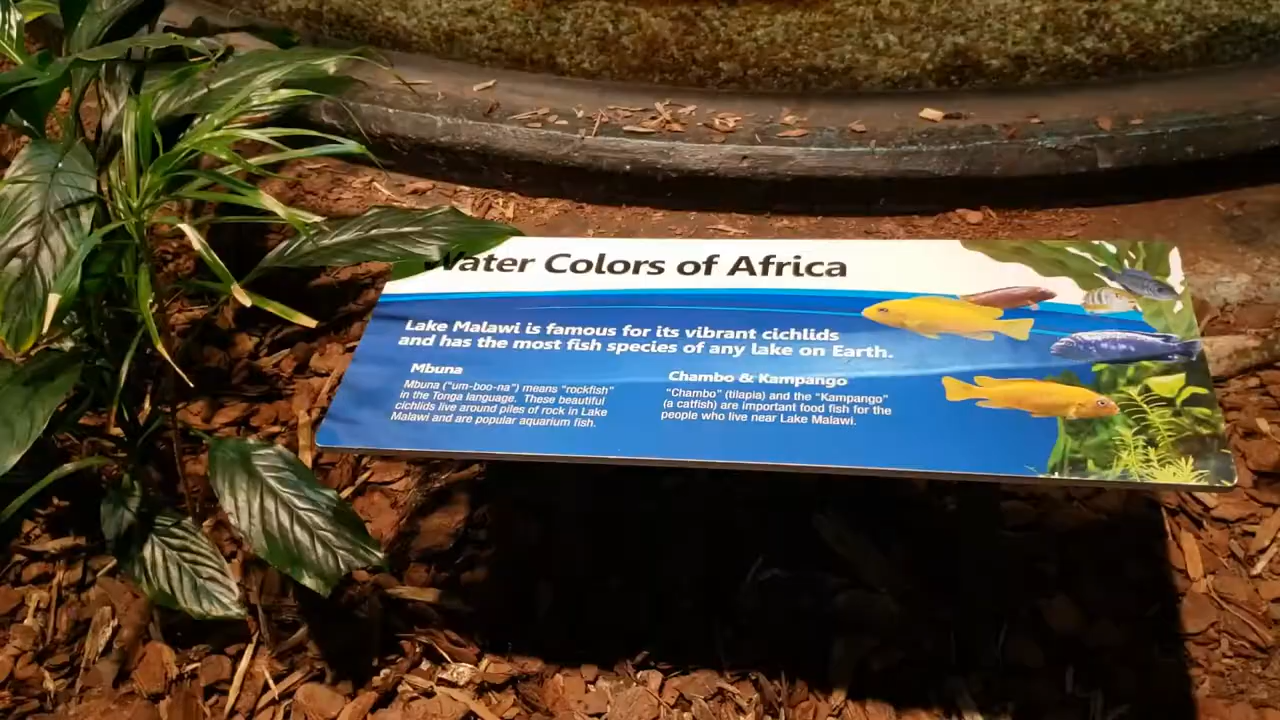 Water Colors of Africa
Lake Malawi is famous for its vibrant cichlids
and has the most fish species of any lake on Earth.
Mbuna
Mbuna ("um-boo-na") means "rockfish"
in the Tonga language. These beautiful
cichlids live around piles of rock in Lake
Malawi and are popular aquarium fish.
Chambo & Kampango
"Chambo" (tilapia) and the "Kampango"
(a catfish) are important food fish for the
people who live near Lake Malawi.